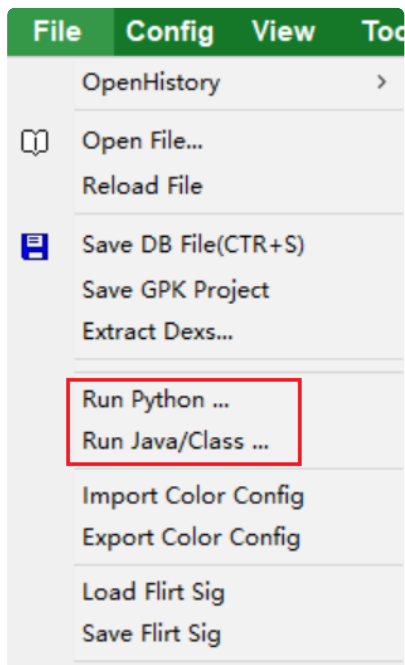 File Config View Too
OpenHistory
Open File...
Reload File
Save DB File(CTR+S)
Save GPK Project
Extract Dexs...
Run Python ...
Run Java/Class ...
Import Color Config
Export Color Config
Load Flirt Sig
Save Flirt Sig